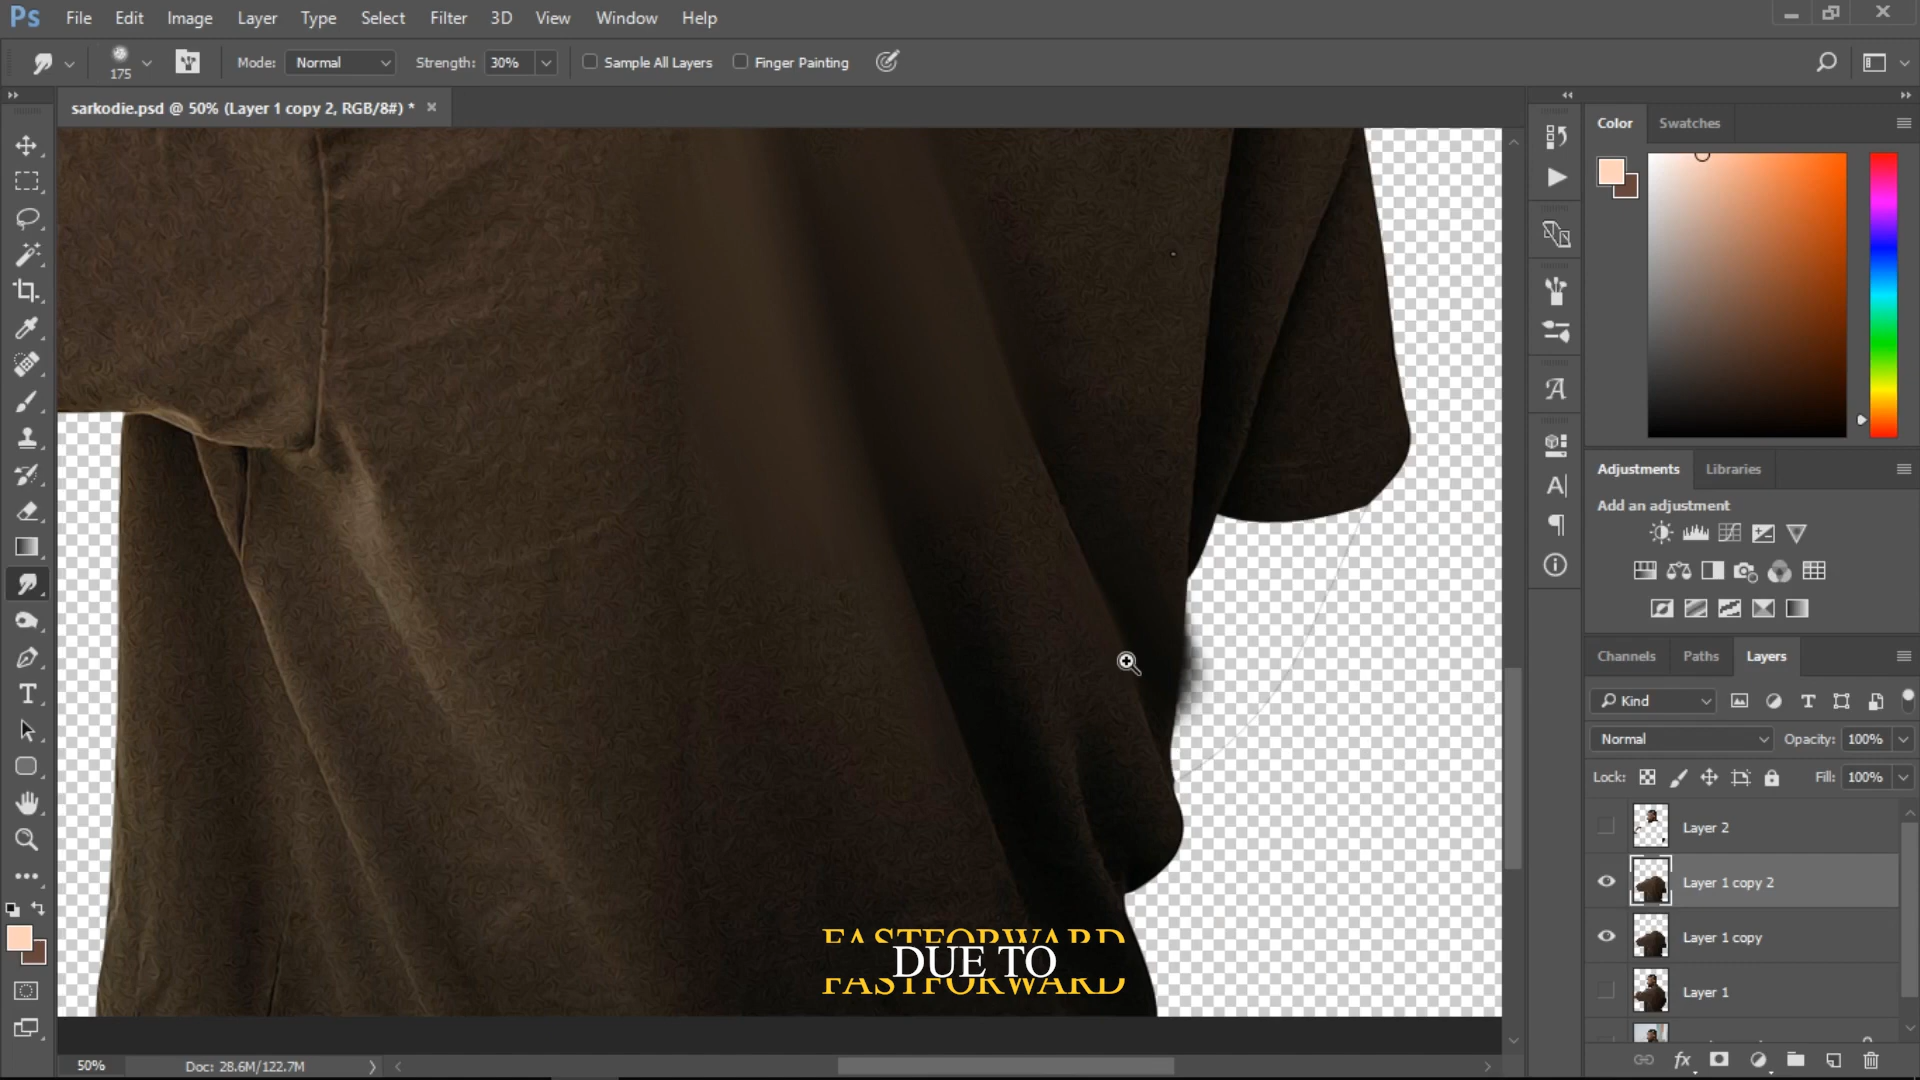 Ps File Edit Image Layer Type Select Filter 3D View Window Help
175 Mode: Normal Strength: 30% Sample All Layers Finger Painting
sarkodie.psd @ 50% (Layer 1 copy 2, RGB/8#) * ×
Color Swatches
Adjustments Libraries
Add an adjustment
Channels Paths Layers
Kind
Normal Opacity: 100%
Lock: Fill: 100%
Layer 2
Layer 1 copy 2
Layer 1 copy
Layer 1
FASTFORWARD
DUE TO
FASTFORWARD
50% Doc: 28.6M/122.7M